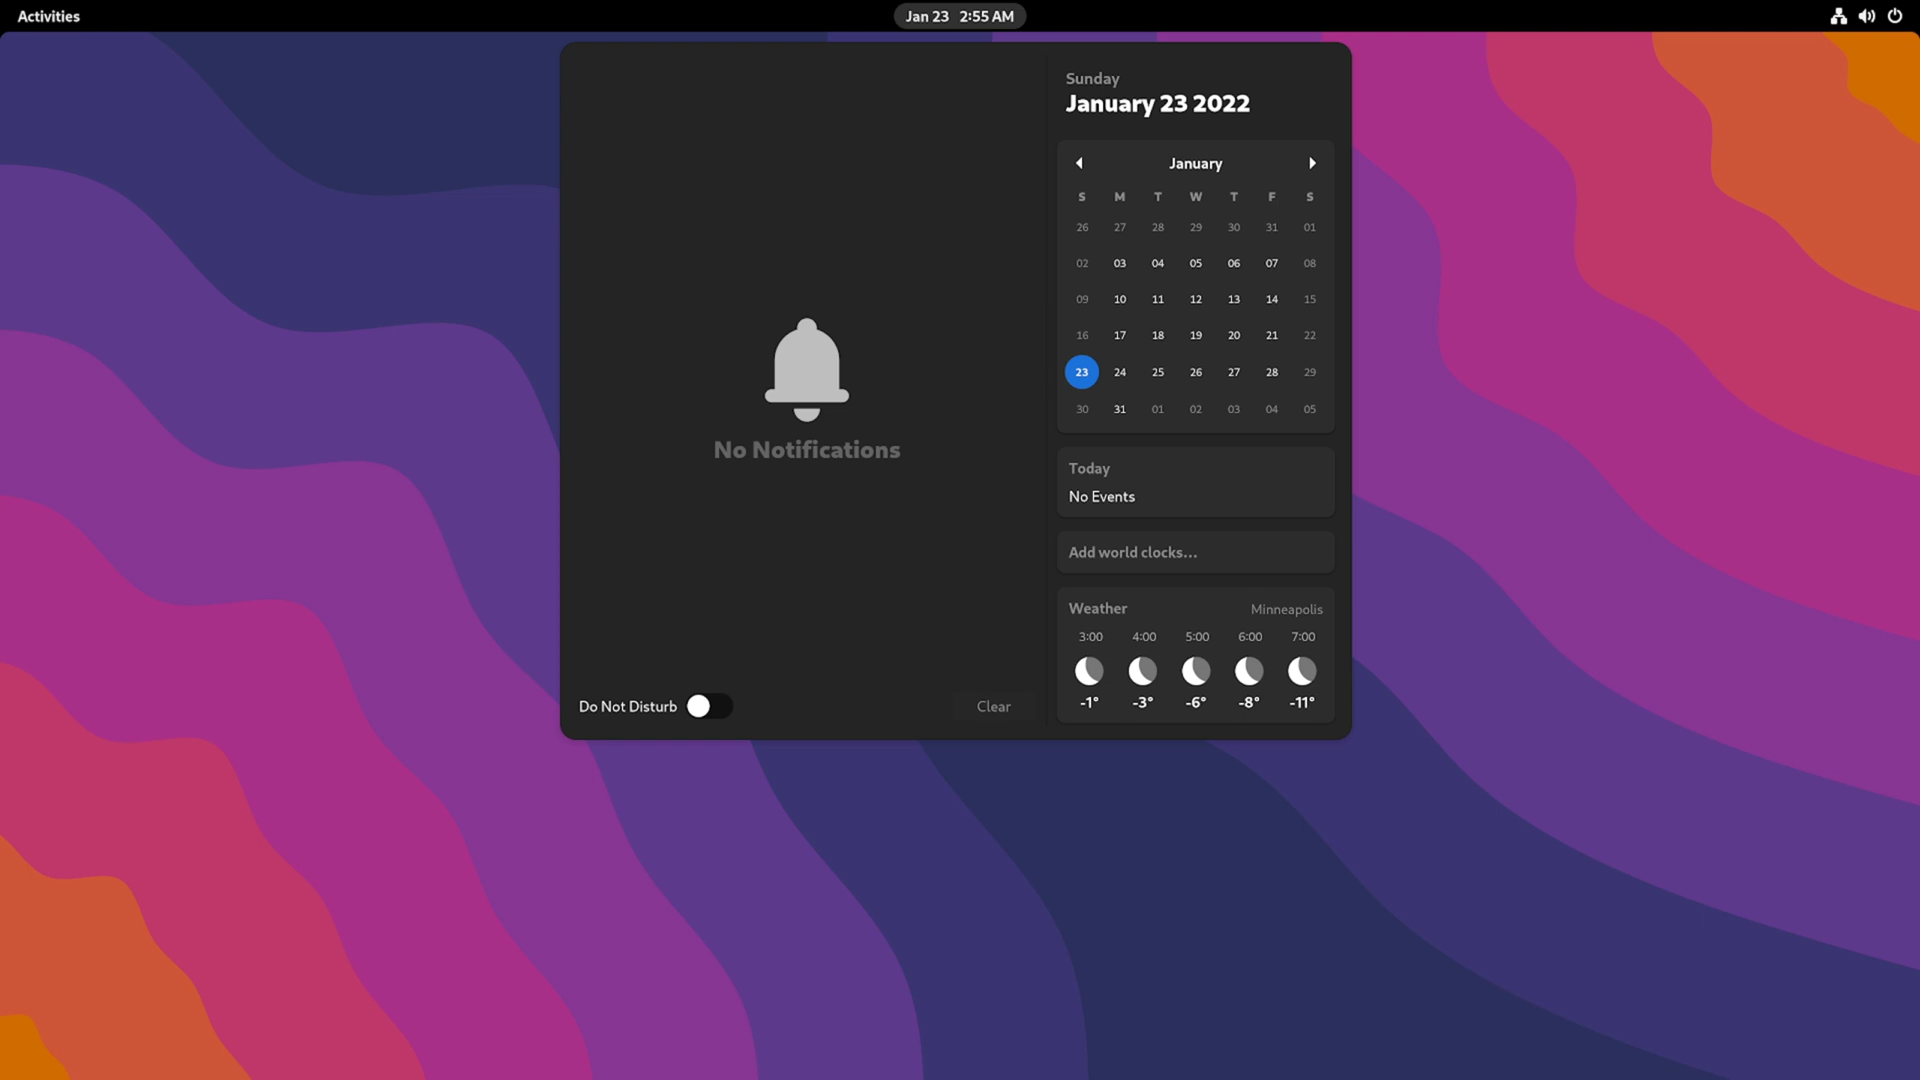 Activities
Jan 23 2:55 AM
Sunday
January 23 2022
January
S M T W T F S
26 27 28 29 30 31 01
02 03 04 05 06 07 08
09 10 11 12 13 14 15
16 17 18 19 20 21 22
23 24 25 26 27 28 29
30 31 01 02 03 04 05
No Notifications
Today
No Events
Add world clocks...
Weather Minneapolis
3:00 4:00 5:00 6:00 7:00
-1° -3° -6° -8° -11°
Do Not Disturb
Clear